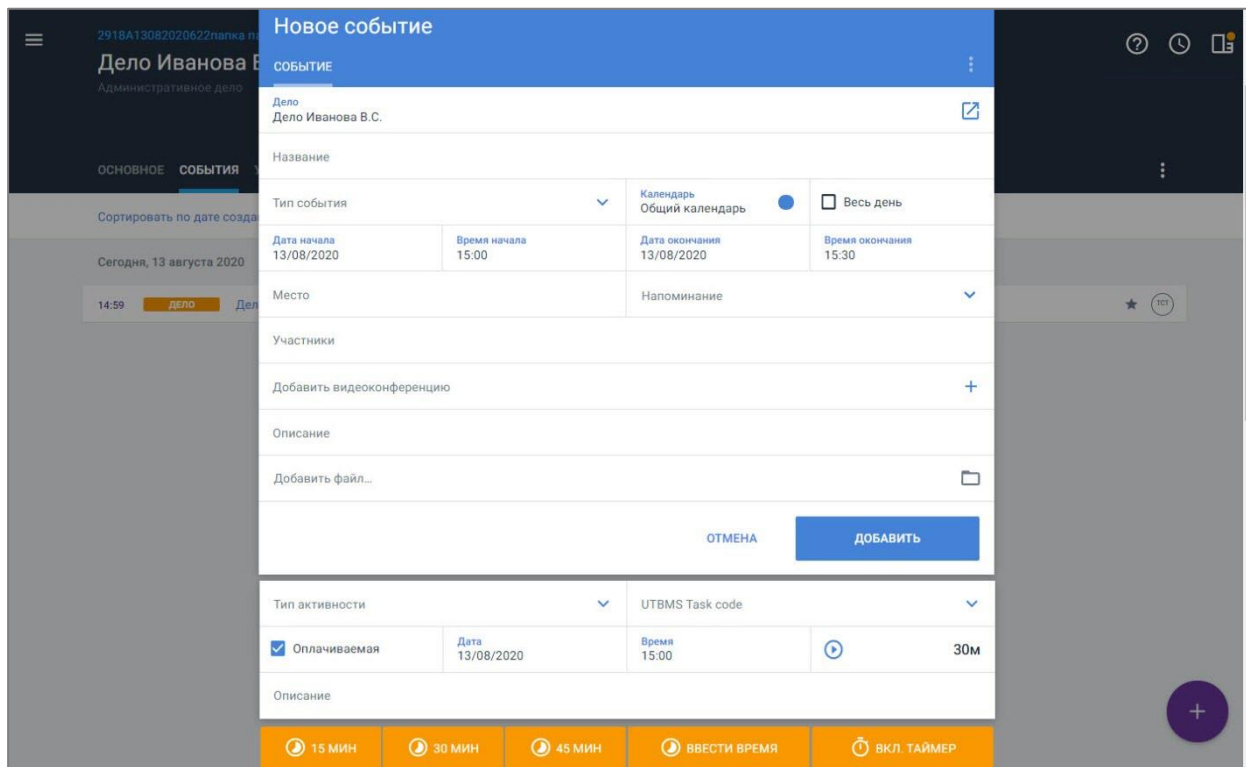 2918А13082020622папка па
Дело Иванова В
Административное дело
ОСНОВНОЕ СОБЫТИЯ
Сортировать по дате созда
Сегодня, 13 августа 2020
14:59 ДЕЛО Дел
ТСТ
Новое событие
СОБЫТИЕ
Дело
Дело Иванова В.С.
Название
Тип события
Календарь
Общий календарь
Весь день
Дата начала
13/08/2020
Время начала
15:00
Дата окончания
13/08/2020
Время окончания
15:30
Место
Напоминание
Участники
Добавить видеоконференцию
Описание
Добавить файл...
ОТМЕНА
ДОБАВИТЬ
Тип активности
UTBMS Task code
Оплачиваемая
Дата
13/08/2020
Время
15:00
30м
Описание
15 МИН
30 МИН
45 МИН
ВВЕСТИ ВРЕМЯ
ВКЛ. ТАЙМЕР